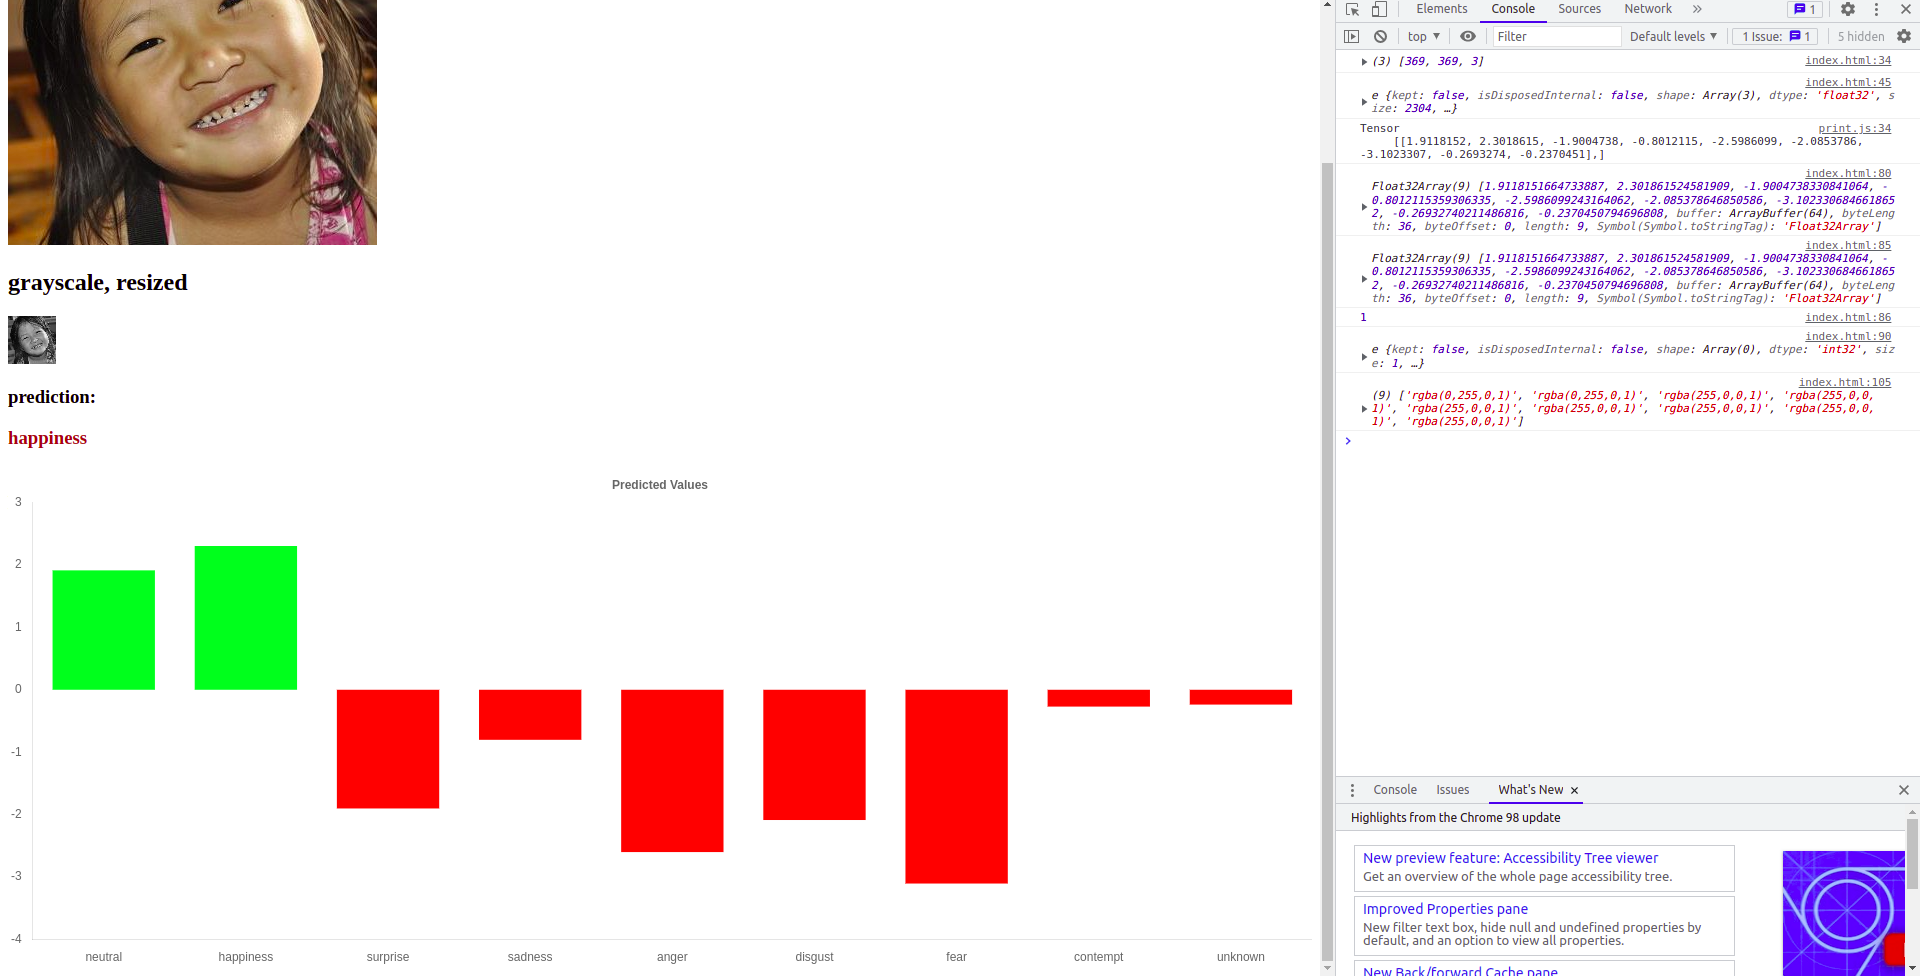 grayscale, resized
prediction:
happiness
Predicted Values
3
2
1
0
-1
-2
-3
-4
neutral happiness surprise sadness anger disgust fear contempt unknown
Elements Console Sources Network » 1
top ▼ Filter Default levels ▼ 1 Issue: 1 5 hidden
(3) [369, 369, 3] index.html:34
index.html:45
e {kept: false, isDisposedInternal: false, shape: Array(3), dtype: 'float32', s
ize: 2304, …}
Tensor print.js:34
[[1.9118152, 2.3018615, -1.9004738, -0.8012115, -2.5986099, -2.0853786,
-3.1023307, -0.2693274, -0.2370451],]
index.html:80
Float32Array(9) [1.9118151664733887, 2.301861524581909, -1.9004738330841064, -
0.8012115359306335, -2.5986099243164062, -2.085378646850586, -3.102330684661865
2, -0.26932740211486816, -0.2370450794696808, buffer: ArrayBuffer(64), byteLeng
th: 36, byteOffset: 0, length: 9, Symbol(Symbol.toStringTag): 'Float32Array']
index.html:85
Float32Array(9) [1.9118151664733887, 2.301861524581909, -1.9004738330841064, -
0.8012115359306335, -2.5986099243164062, -2.085378646850586, -3.102330684661865
2, -0.26932740211486816, -0.2370450794696808, buffer: ArrayBuffer(64), byteLeng
th: 36, byteOffset: 0, length: 9, Symbol(Symbol.toStringTag): 'Float32Array']
1 index.html:86
index.html:90
e {kept: false, isDisposedInternal: false, shape: Array(0), dtype: 'int32', siz
e: 1, …}
index.html:105
(9) ['rgba(0,255,0,1)', 'rgba(0,255,0,1)', 'rgba(255,0,0,1)', 'rgba(255,0,0,
1)', 'rgba(255,0,0,1)', 'rgba(255,0,0,1)', 'rgba(255,0,0,1)', 'rgba(255,0,0,
1)', 'rgba(255,0,0,1)']
Console Issues What's New
Highlights from the Chrome 98 update
New preview feature: Accessibility Tree viewer
Get an overview of the whole page accessibility tree.
Improved Properties pane
New filter text box, hide null and undefined properties by
default, and an option to view all properties.
New Back/forward Cache pane